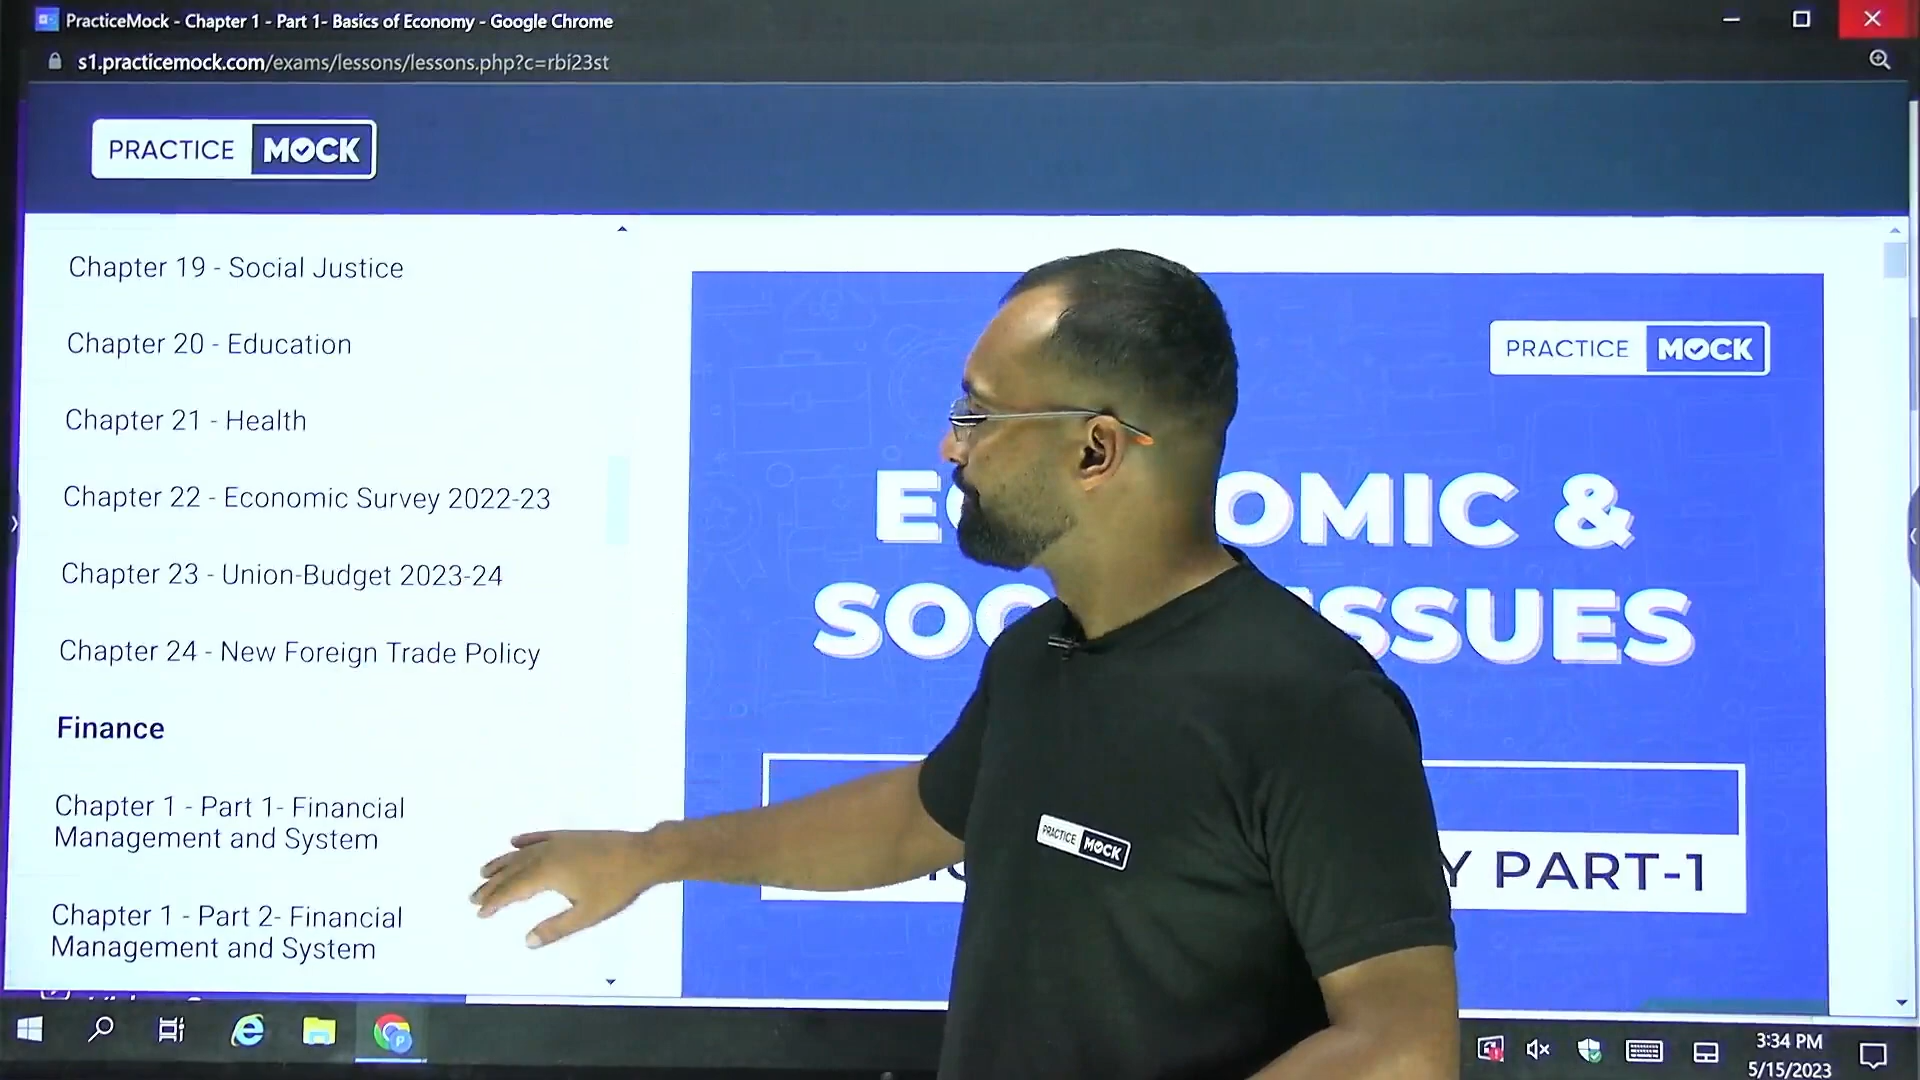 PracticeMock - Chapter 1 - Part 1- Basics of Economy - Google Chrome
s1.practicemock.com/exams/lessons/lessons.php?c=rbi23st
PRACTICE MOCK
Chapter 19 - Social Justice
Chapter 20 - Education
Chapter 21 - Health
Chapter 22 - Economic Survey 2022-23
Chapter 23 - Union-Budget 2023-24
Chapter 24 - New Foreign Trade Policy
Finance
Chapter 1 - Part 1- Financial
Management and System
Chapter 1 - Part 2- Financial
Management and System
PRACTICE MOCK
E OMIC &
SOC ISSUES
Y PART-1
PRACTICE MOCK
3:34 PM
5/15/2023